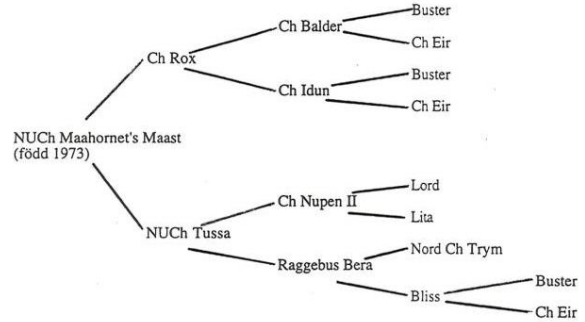 Buster
Ch Balder
Ch Eir
Ch Rox
Buster
Ch Idun
Ch Eir
NUCh Maahornet's Maast
(född 1973)
Lord
Ch Nupen II
Lita
NUCh Tussa
Nord Ch Trym
Raggebus Bera
Buster
Bliss
Ch Eir